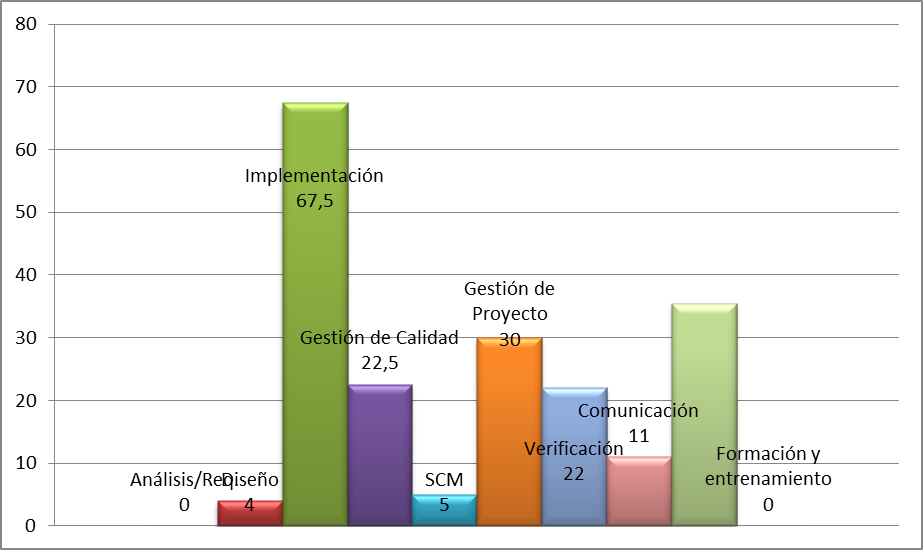 80
70
60
50
40
30
20
10
0
Análisis/Req
0
Diseño
4
Implementación
67,5
Gestión de Calidad
22,5
SCM
5
Gestión de
Proyecto
30
Verificación
22
Comunicación
11
Formación y
entrenamiento
0